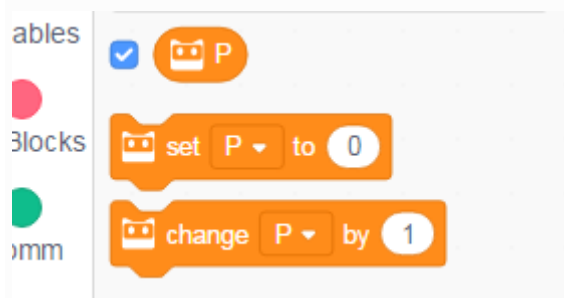 ables
P
Blocks
set P to 0
omm
change P by 1